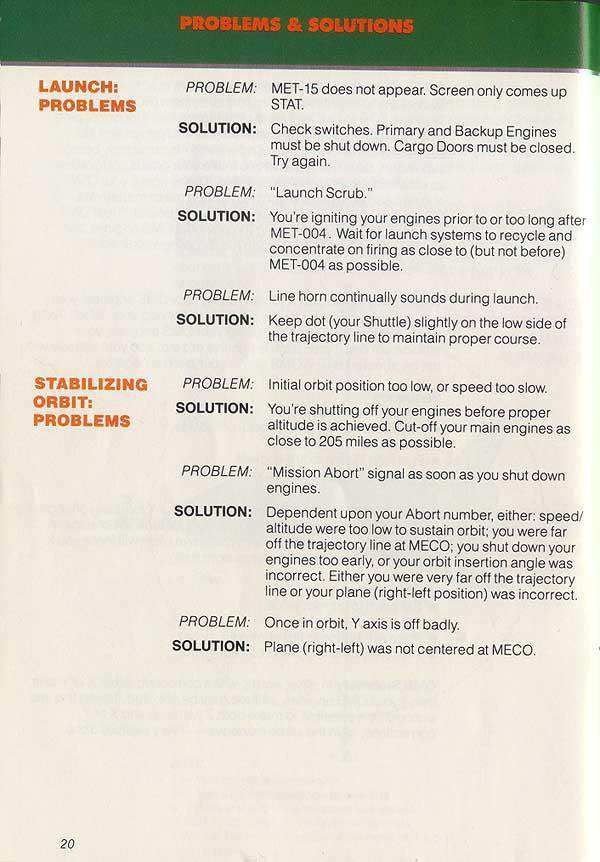 PROBLEMS & SOLUTIONS
LAUNCH:
PROBLEMS
PROBLEM: MET-15 does not appear. Screen only comes up
STAT.
SOLUTION: Check switches. Primary and Backup Engines
must be shut down. Cargo Doors must be closed.
Try again.
PROBLEM: "Launch Scrub."
SOLUTION: You're igniting your engines prior to or too long after
MET-004. Wait for launch systems to recycle and
concentrate on firing as close to (but not before)
MET-004 as possible.
PROBLEM: Line horn continually sounds during launch.
SOLUTION: Keep dot (your Shuttle) slightly on the low side of
the trajectory line to maintain proper course.
STABILIZING
ORBIT:
PROBLEMS
PROBLEM: Initial orbit position too low, or speed too slow.
SOLUTION: You're shutting off your engines before proper
altitude is achieved. Cut-off your main engines as
close to 205 miles as possible.
PROBLEM: "Mission Abort" signal as soon as you shut down
engines.
SOLUTION: Dependent upon your Abort number, either: speed/
altitude were too low to sustain orbit; you were far
off the trajectory line at MECO; you shut down your
engines too early, or your orbit insertion angle was
incorrect. Either you were very far off the trajectory
line or your plane (right-left position) was incorrect.
PROBLEM: Once in orbit, Y axis is off badly.
SOLUTION: Plane (right-left) was not centered at MECO.
20